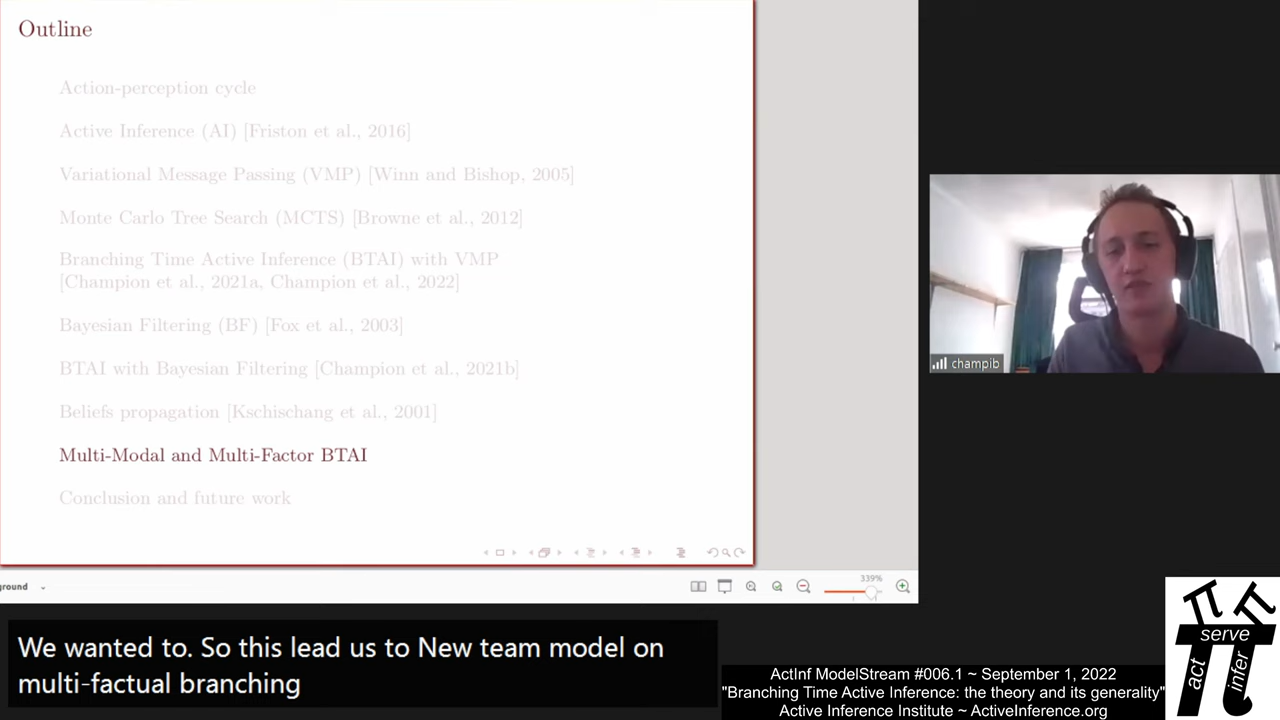 Outline
Action-perception cycle
Active Inference (AI) [Friston et al., 2016]
Variational Message Passing (VMP) [Winn and Bishop, 2005]
Monte Carlo Tree Search (MCTS) [Browne et al., 2012]
Branching Time Active Inference (BTAI) with VMP
[Champion et al., 2021a, Champion et al., 2022]
Bayesian Filtering (BF) [Fox et al., 2003]
BTAI with Bayesian Filtering [Champion et al., 2021b]
Beliefs propagation [Kschischang et al., 2001]
Multi-Modal and Multi-Factor BTAI
Conclusion and future work
ground
339%
champib
We wanted to. So this lead us to New team model on
multi-factual branching
ActInf ModelStream #006.1 ~ September 1, 2022
"Branching Time Active Inference: the theory and its generality"
Active Inference Institute ~ ActiveInference.org
serve
act
infer